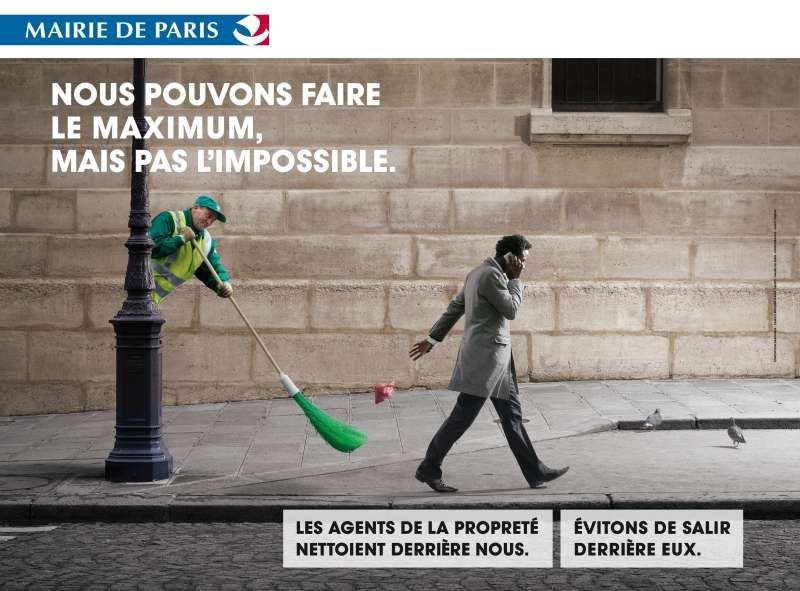 MAIRIE DE PARIS
NOUS POUVONS FAIRE
LE MAXIMUM,
MAIS PAS L'IMPOSSIBLE.
LES AGENTS DE LA PROPRETÉ
NETTOIENT DERRIÈRE NOUS.
ÉVITONS DE SALIR
DERRIÈRE EUX.